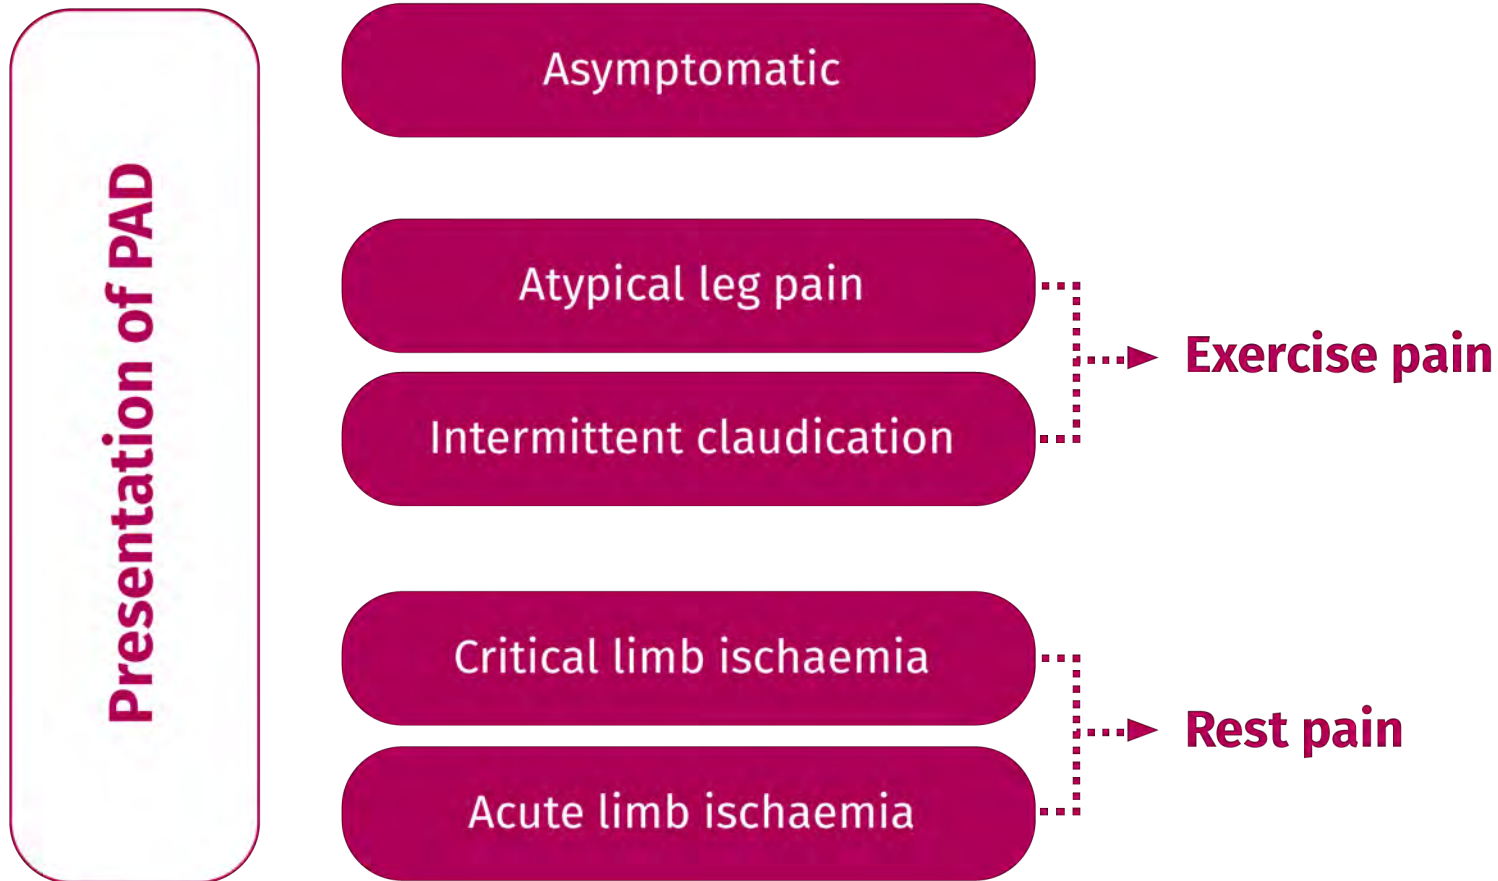 Presentation of PAD
Asymptomatic
Atypical leg pain
Intermittent claudication
Exercise pain
Critical limb ischaemia
Acute limb ischaemia
Rest pain